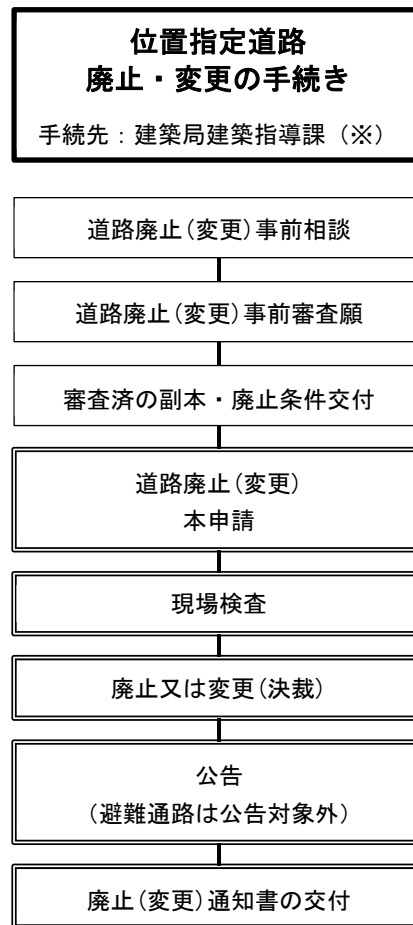 位置指定道路
廃止・変更の手続き
手続先：建築局建築指導課（※）
道路廃止（変更）事前相談
道路廃止（変更）事前審査願
審査済の副本・廃止条件交付
道路廃止（変更）
本申請
現場検査
廃止又は変更（決裁）
公告
（避難通路は公告対象外）
廃止（変更）通知書の交付